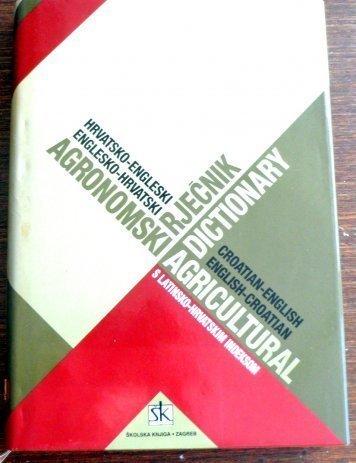 HRVATSKO-ENGLESKI
ENGLESKO-HRVATSKI
AGRONOMSKI
RJEČNIK
DICTIONARY
AGRICULTURAL
CROATIAN-ENGLISH
ENGLISH-CROATIAN
S LATINSKO-HRVATSKIM INDEKSOM
šk
ŠKOLSKA KNJIGA • ZAGREB